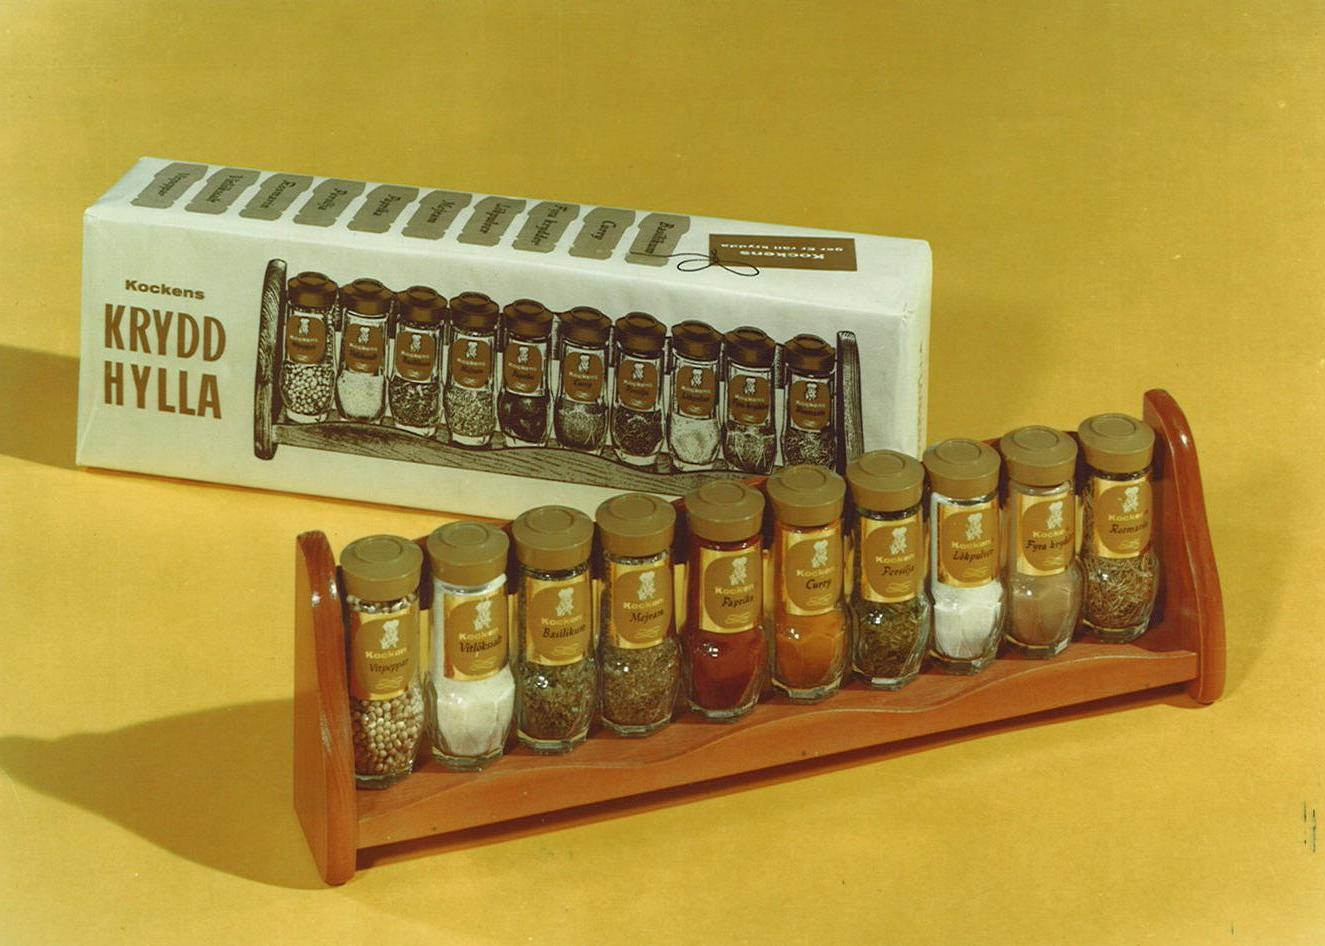 Vitpeppar
Vitlökssalt
Rosmarin
Persilja
Paprika
Mejram
Lökpulver
Fyra kryddor
Curry
Basilikum
Kockens
ger Er rätt krydda
Kockens
KRYDD
HYLLA
Kockens
Vitpeppar
Kockens
Vitlökssalt
Kockens
Basilikum
Kockens
Mejram
Kockens
Paprika
Kockens
Curry
Kockens
Persilja
Kockens
Lökpulver
Kockens
Fyra kryddor
Kockens
Rosmarin